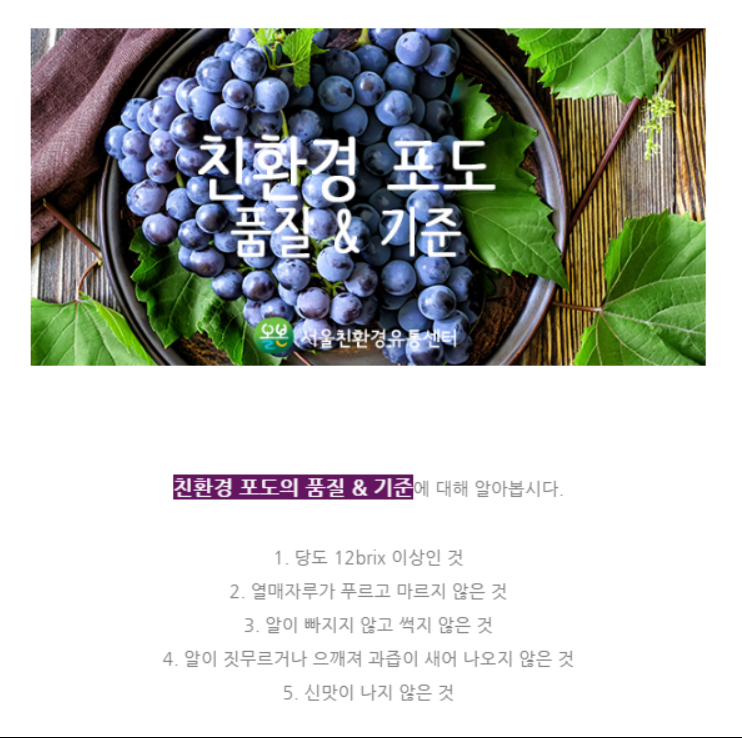 친환경 포도
품질 & 기준
올본 서울친환경유통센터
친환경 포도의 품질 & 기준에 대해 알아봅시다.
1. 당도 12brix 이상인 것
2. 열매자루가 푸르고 마르지 않은 것
3. 알이 빠지지 않고 썩지 않은 것
4. 알이 짓무르거나 으깨져 과즙이 새어 나오지 않은 것
5. 신맛이 나지 않은 것